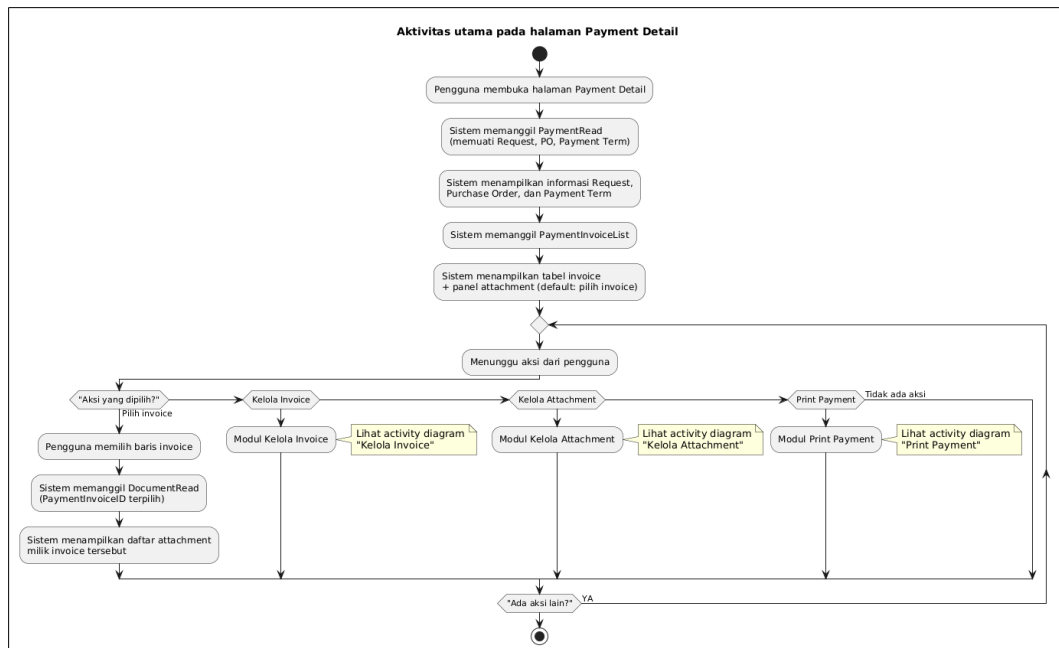 Aktivitas utama pada halaman Payment Detail
Pengguna membuka halaman Payment Detail
Sistem memanggil PaymentRead
(memuati Request, PO, Payment Term)
Sistem menampilkan informasi Request,
Purchase Order, dan Payment Term
Sistem memanggil PaymentInvoiceList
Sistem menampilkan tabel invoice
+ panel attachment (default: pilih invoice)
Menunggu aksi dari pengguna
"Aksi yang dipilih?"
Pilih invoice
Kelola Invoice
Kelola Attachment
Print Payment
Tidak ada aksi
Pengguna memilih baris invoice
Sistem memanggil DocumentRead
(PaymentInvoiceID terpilih)
Sistem menampilkan daftar attachment
milik invoice tersebut
Modul Kelola Invoice
Lihat activity diagram
"Kelola Invoice"
Modul Kelola Attachment
Lihat activity diagram
"Kelola Attachment"
Modul Print Payment
Lihat activity diagram
"Print Payment"
"Ada aksi lain?"
YA